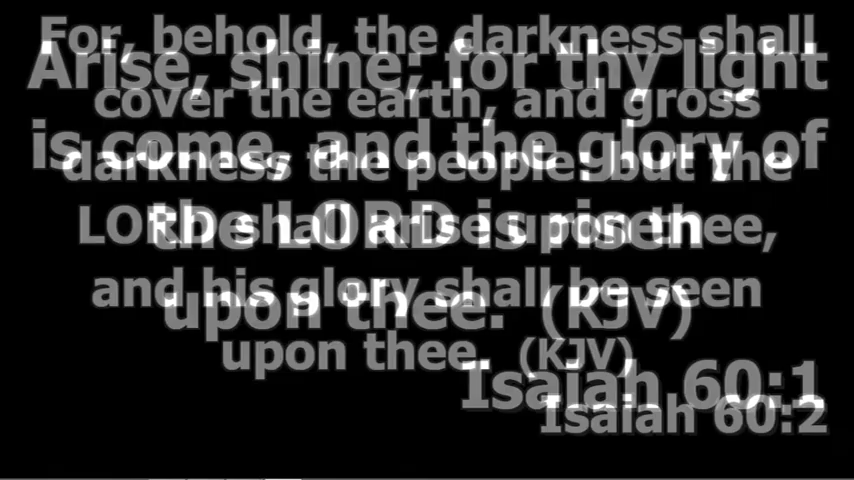 Arise, shine; for thy light
is come, and the glory of
the LORD is risen
upon thee. (KJV)
Isaiah 60:1
For, behold, the darkness shall
cover the earth, and gross
darkness the people: but the
LORD shall arise upon thee,
and his glory shall be seen
upon thee. (KJV)
Isaiah 60:2